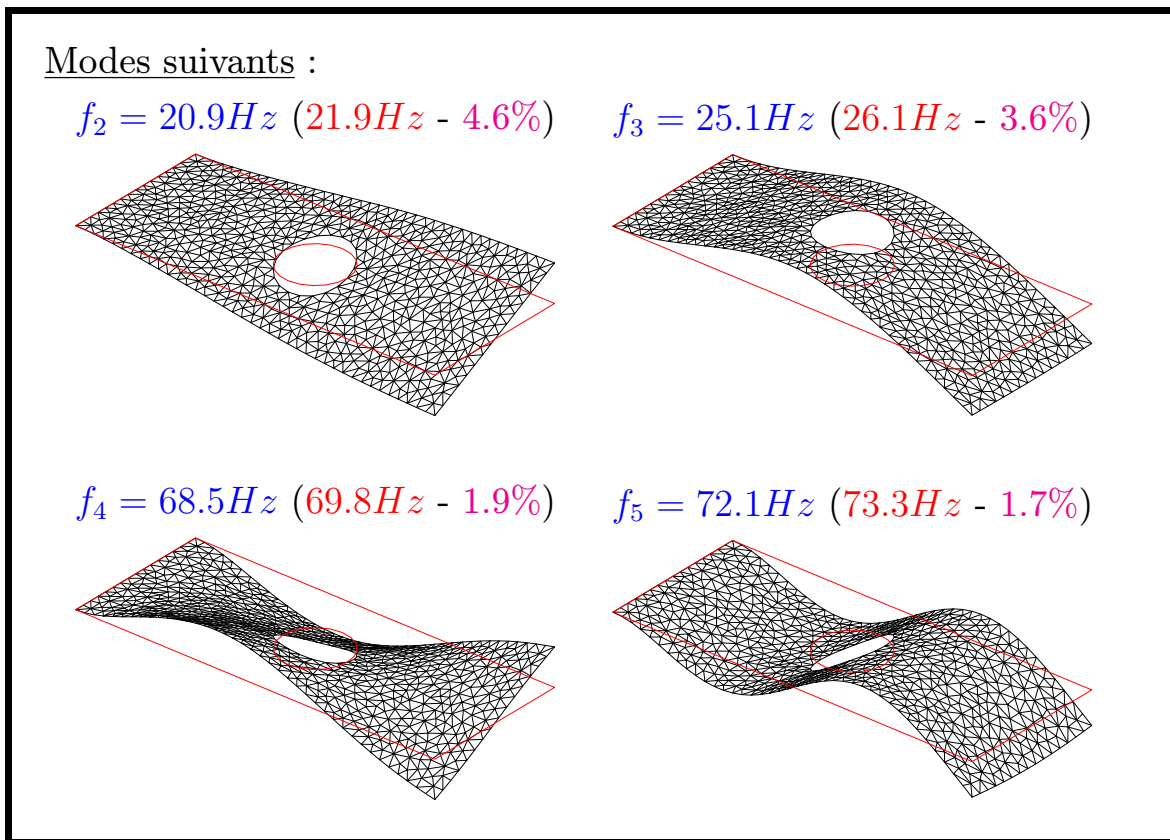 Modes suivants :
f₂ = 20.9Hz (21.9Hz - 4.6%) f₃ = 25.1Hz (26.1Hz - 3.6%)
f₄ = 68.5Hz (69.8Hz - 1.9%) f₅ = 72.1Hz (73.3Hz - 1.7%)